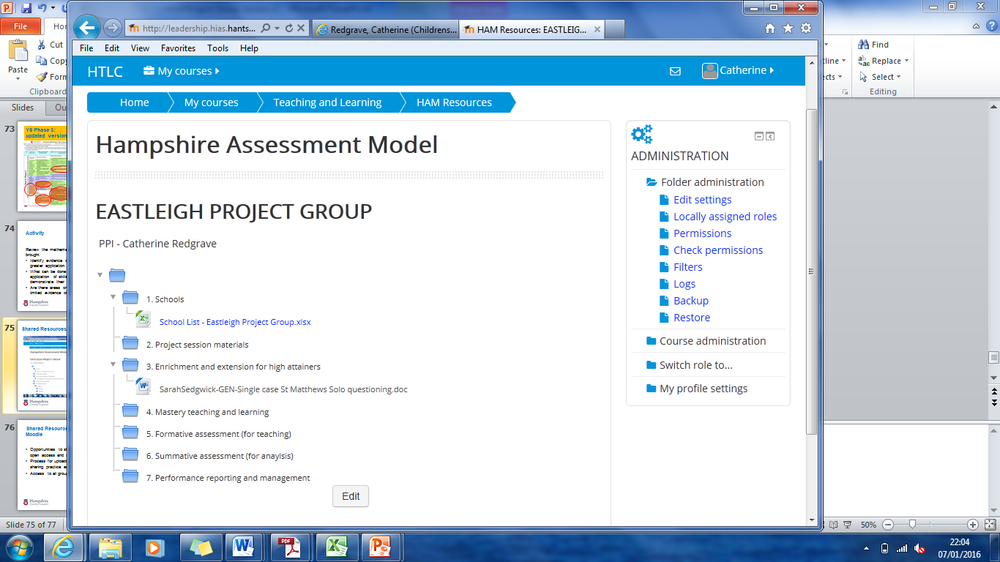 File
Home
Cut
Copy
Paste
Clipboard
Slides
73
Y6 Phase 3:
updated version
74
Activity
75
Shared Resources
76
Shared Resources
Moodle
Slide 75 of 77
http://leadership.hias.hants...
Redgrave, Catherine (Childrens...
HAM Resources: EASTLEIG...
File Edit View Favorites Tools Help
HTLC My courses Catherine
Home My courses Teaching and Learning HAM Resources
Hampshire Assessment Model
EASTLEIGH PROJECT GROUP
PPI - Catherine Redgrave
1. Schools
School List - Eastleigh Project Group.xlsx
2. Project session materials
3. Enrichment and extension for high attainers
SarahSedgwick-GEN-Single case St Matthews Solo questioning.doc
4. Mastery teaching and learning
5. Formative assessment (for teaching)
6. Summative assessment (for anaylsis)
7. Performance reporting and management
Edit
ADMINISTRATION
Folder administration
Edit settings
Locally assigned roles
Permissions
Check permissions
Filters
Logs
Backup
Restore
Course administration
Switch role to...
My profile settings
Find
Replace
Select
Editing
50%
22:04
07/01/2016